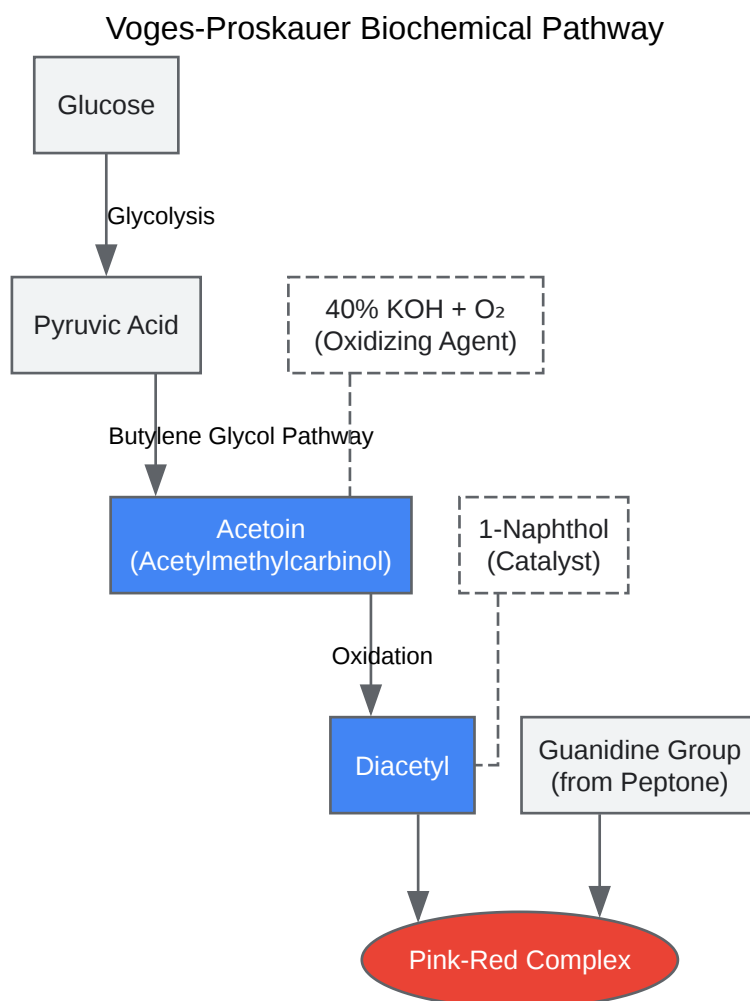 Voges-Proskauer Biochemical Pathway
Glucose
Glycolysis
Pyruvic Acid
40% KOH + O₂
(Oxidizing Agent)
Butylene Glycol Pathway
Acetoin
(Acetylmethylcarbinol)
1-Naphthol
(Catalyst)
Oxidation
Diacetyl
Guanidine Group
(from Peptone)
Pink-Red Complex